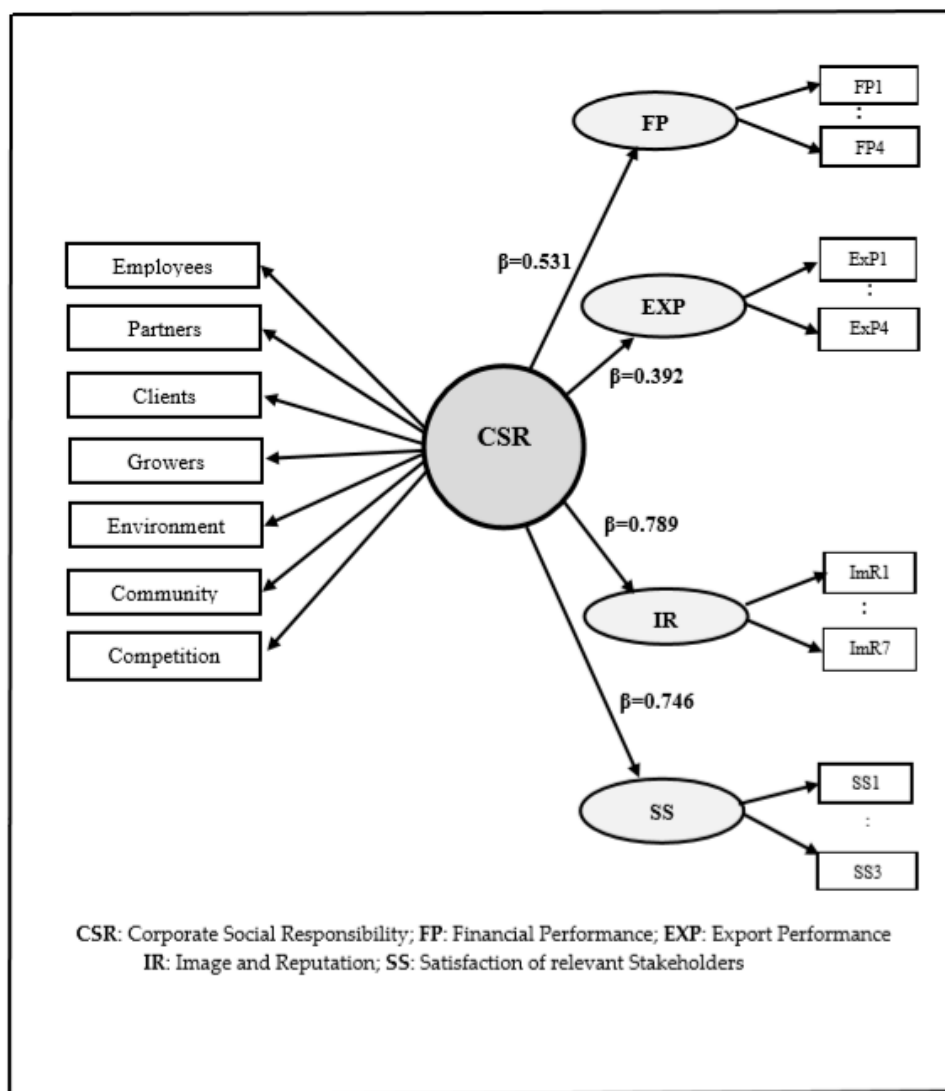 FP1
:
FP
FP4
β=0.531
Employees
ExP1
:
EXP
Partners
ExP4
β=0.392
Clients
CSR
Growers
Environment
β=0.789
Community
ImR1
:
IR
Competition
ImR7
β=0.746
SS1
:
SS
SS3
CSR: Corporate Social Responsibility; FP: Financial Performance; EXP: Export Performance
IR: Image and Reputation; SS: Satisfaction of relevant Stakeholders